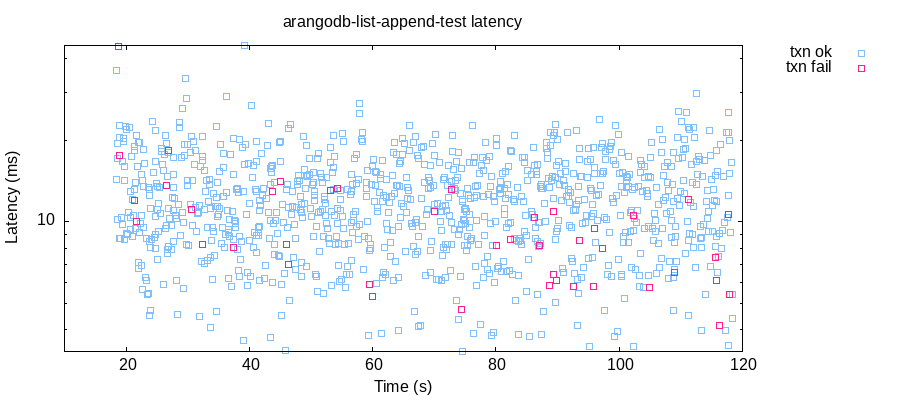 arangodb-list-append-test latency
txn ok
txn fail
Latency (ms)
10
20
40
60
80
100
120
Time (s)